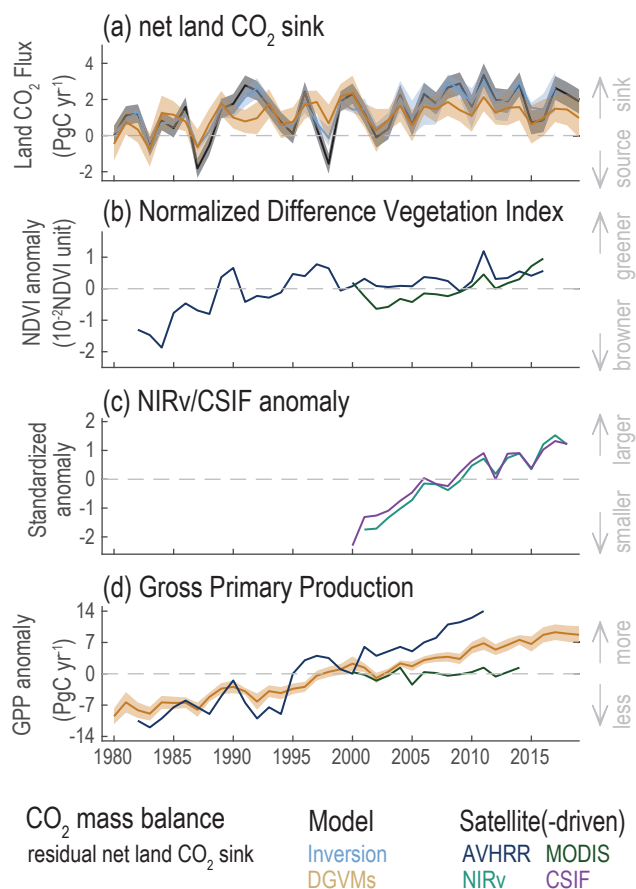 (a) net land CO₂ sink
Land CO₂ Flux
(PgC yr⁻¹)
4
2
0
-2
sink
source
(b) Normalized Difference Vegetation Index
NDVI anomaly
(10⁻²NDVI unit)
1
0
-1
-2
greener
browner
(c) NIRv/CSIF anomaly
Standardized
anomaly
2
1
0
-1
-2
larger
smaller
(d) Gross Primary Production
GPP anomaly
(PgC yr⁻¹)
14
7
0
-7
-14
more
less
1980 1985 1990 1995 2000 2005 2010 2015
CO₂ mass balance Model Satellite(-driven)
residual net land CO₂ sink Inversion AVHRR MODIS
DGVMs NIRv CSIF